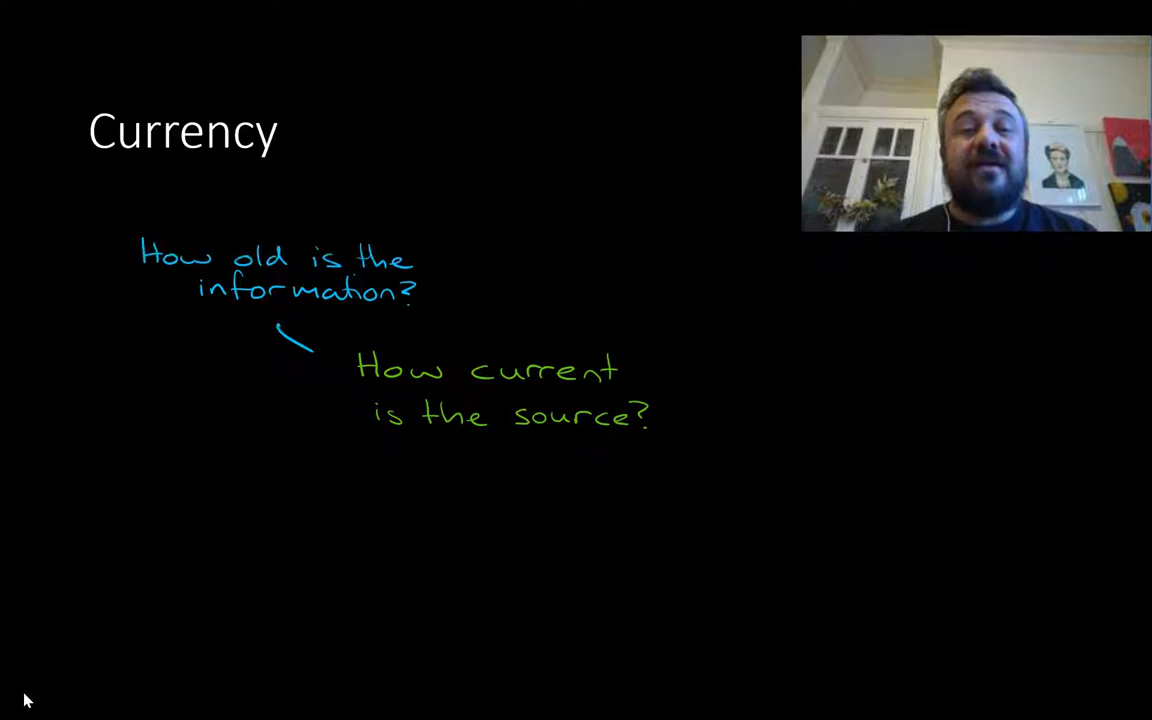 Currency
How old is the
information?
How current
is the source?